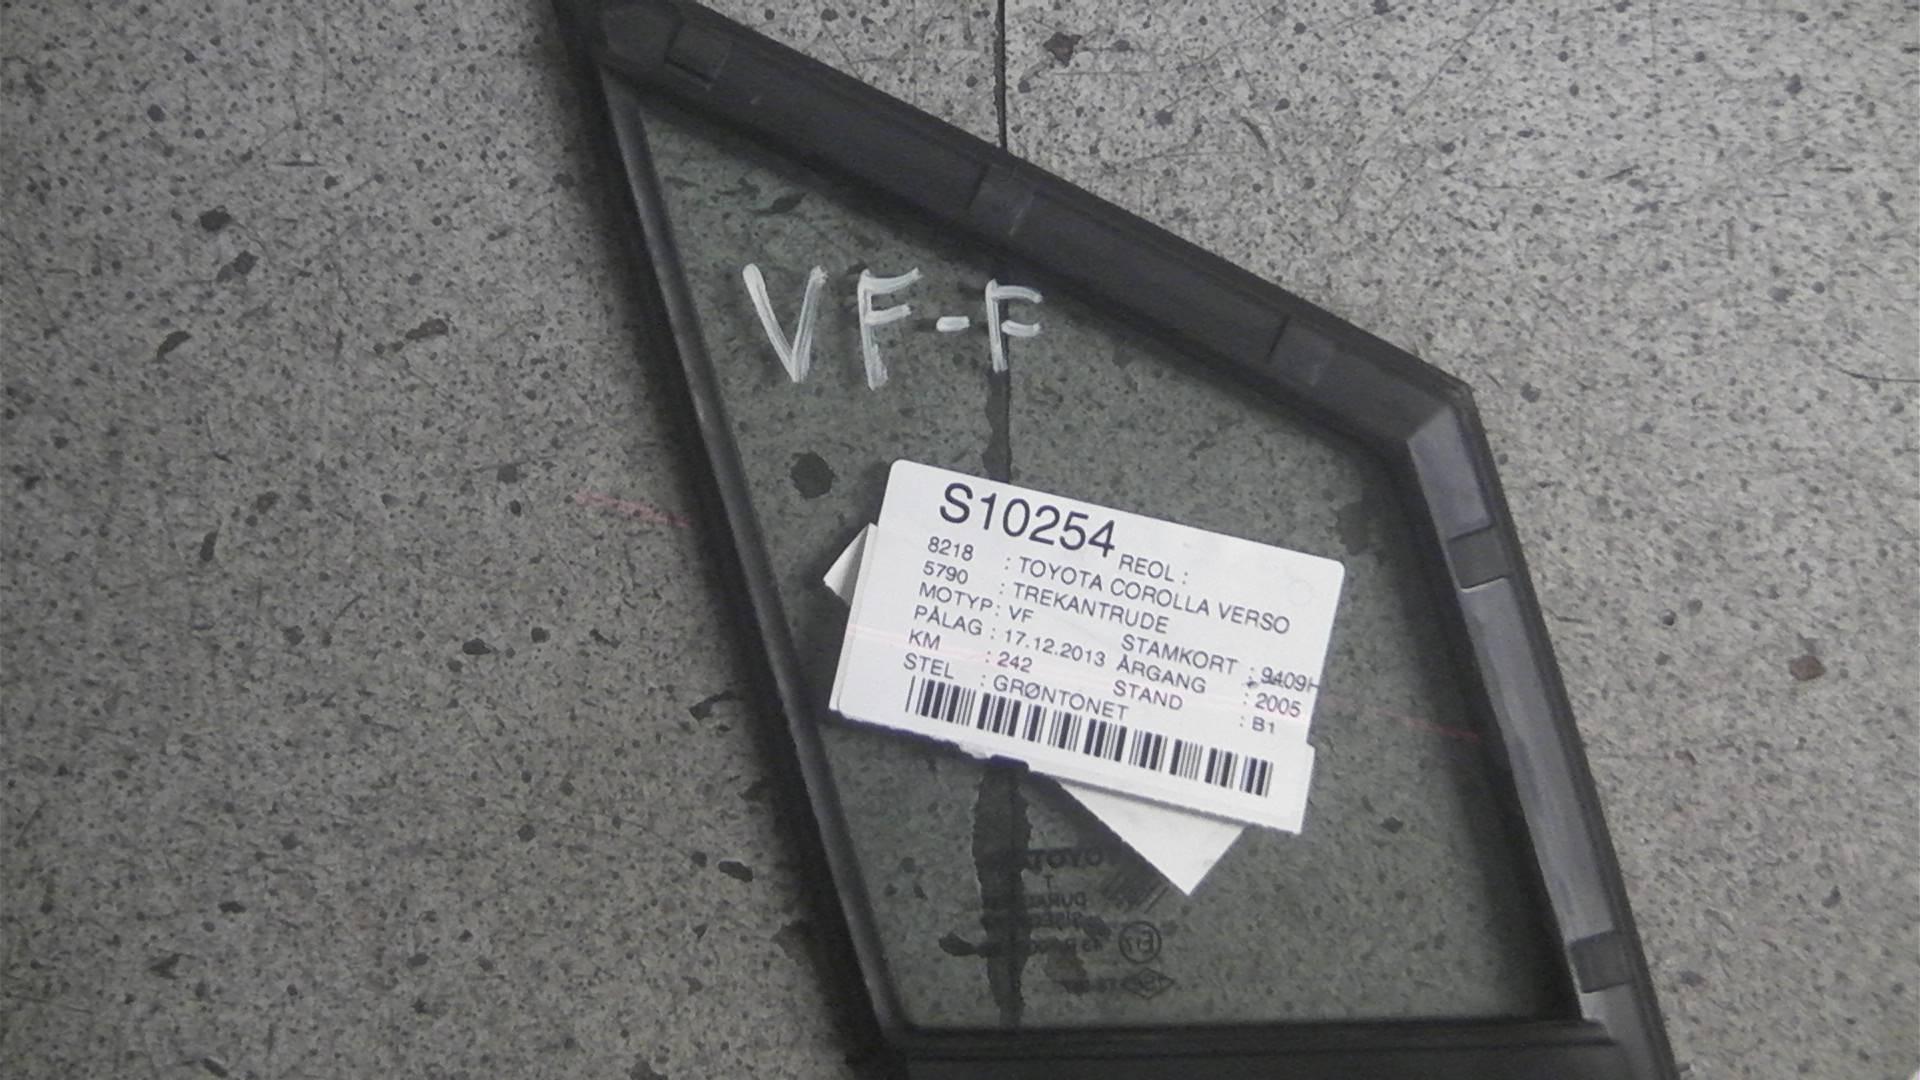 VF-F
S10254 REOL :
8218 : TOYOTA COROLLA VERSO
5790 : TREKANTRUDE
MOTYP : VF STAMKORT : 9409H
PÅLAG : 17.12.2013 ÅRGANG : 2005
KM : 242 STAND : B1
STEL : GRØNTONET